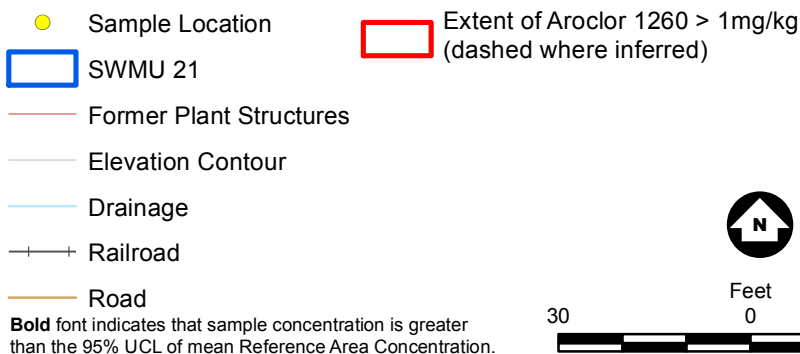 Sample Location
SWMU 21
Former Plant Structures
Elevation Contour
Drainage
Railroad
Road
Bold font indicates that sample concentration is greater
than the 95% UCL of mean Reference Area Concentration.
Extent of Aroclor 1260 > 1mg/kg
(dashed where inferred)
N
Feet
30 0